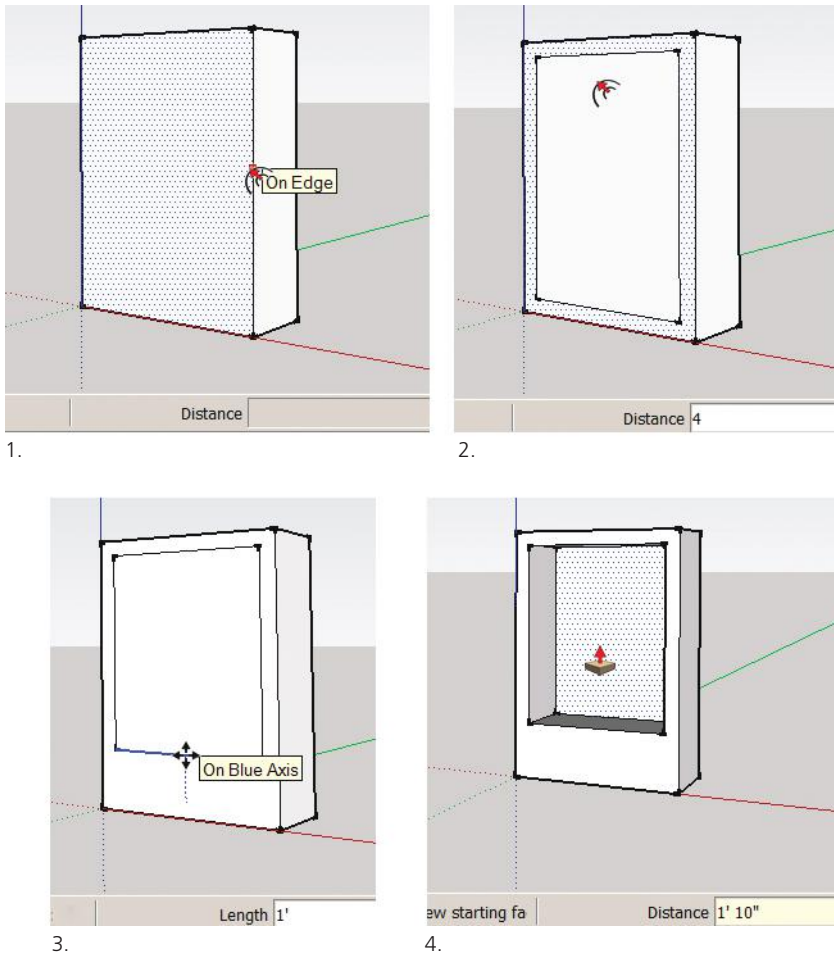 On Edge
Distance
1.
Distance 4
2.
On Blue Axis
Length 1'
3.
ew starting fa
Distance 1' 10"
4.